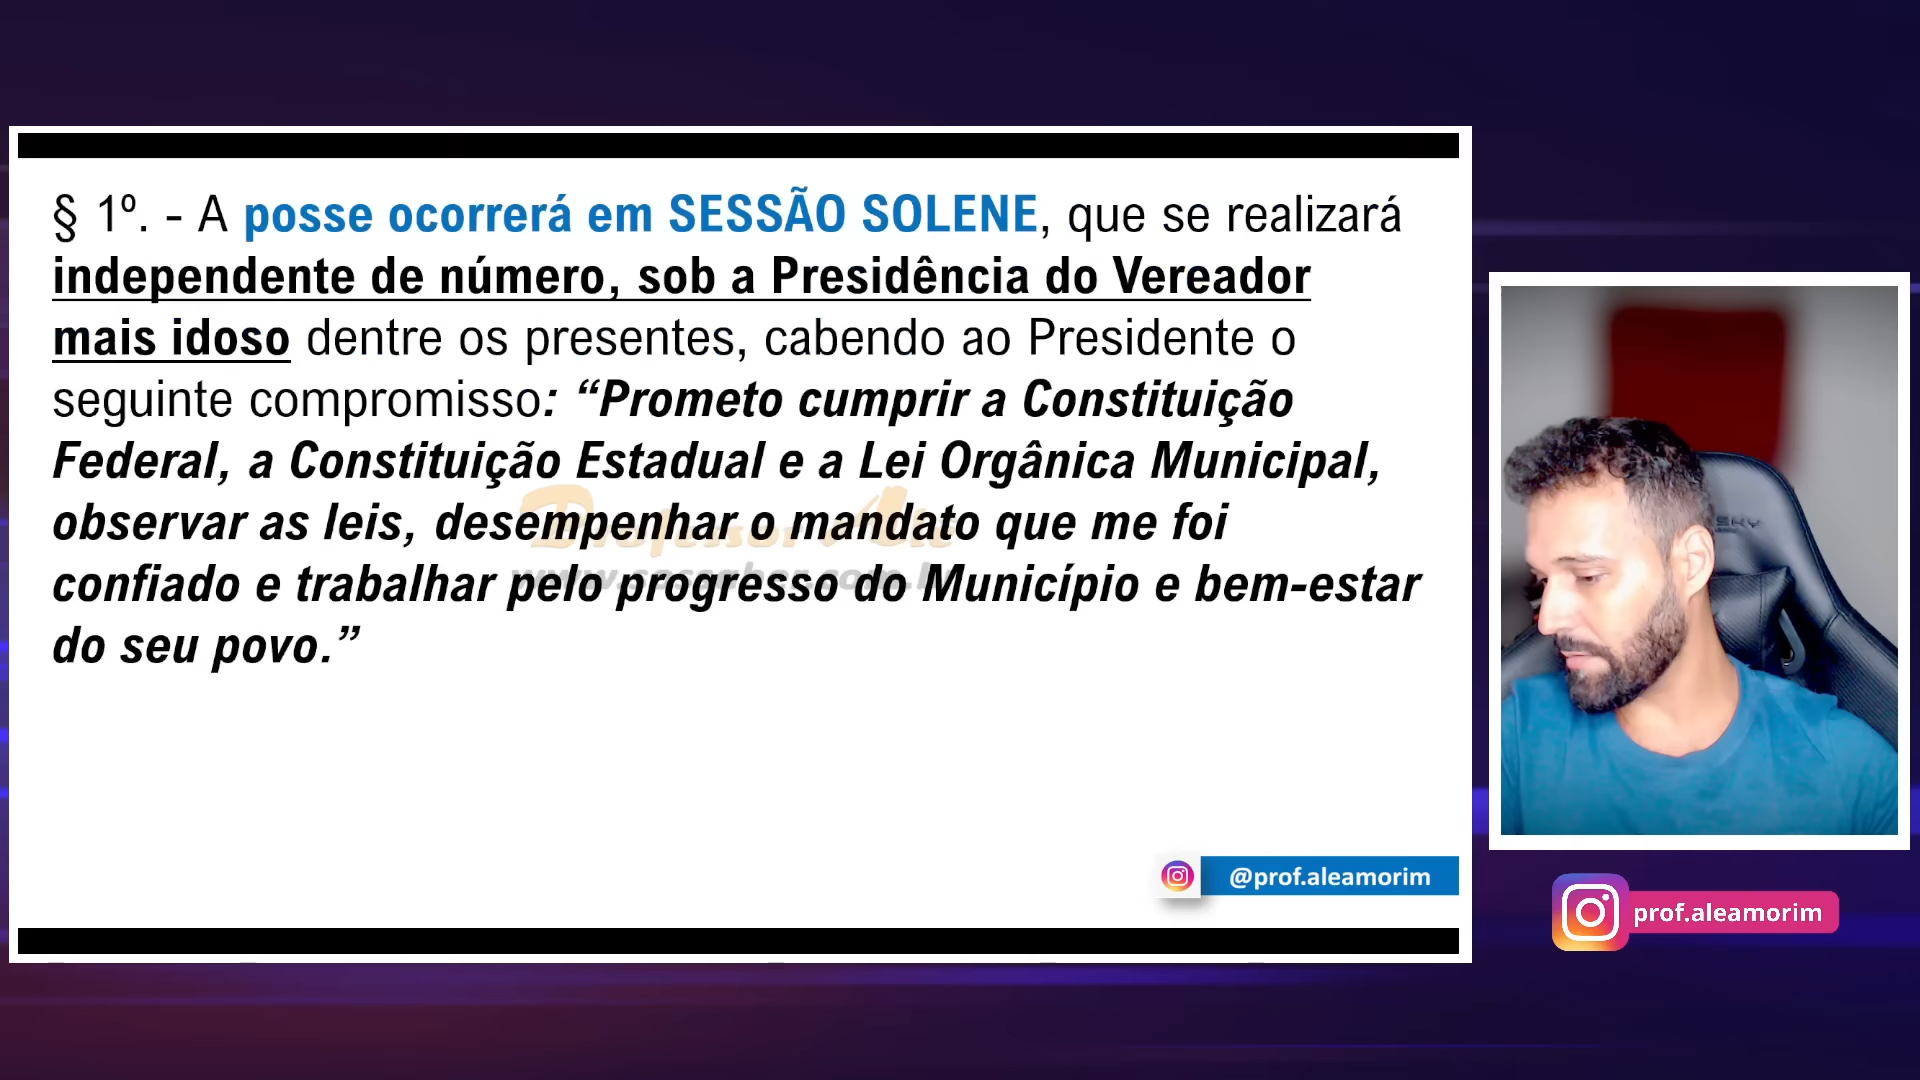 § 1º. - A posse ocorrerá em SESSÃO SOLENE, que se realizará
independente de número, sob a Presidência do Vereador
mais idoso dentre os presentes, cabendo ao Presidente o
seguinte compromisso: “Prometo cumprir a Constituição
Federal, a Constituição Estadual e a Lei Orgânica Municipal,
observar as leis, desempenhar o mandato que me foi
confiado e trabalhar pelo progresso do Município e bem-estar
do seu povo.”
@prof.aleamorim
prof.aleamorim